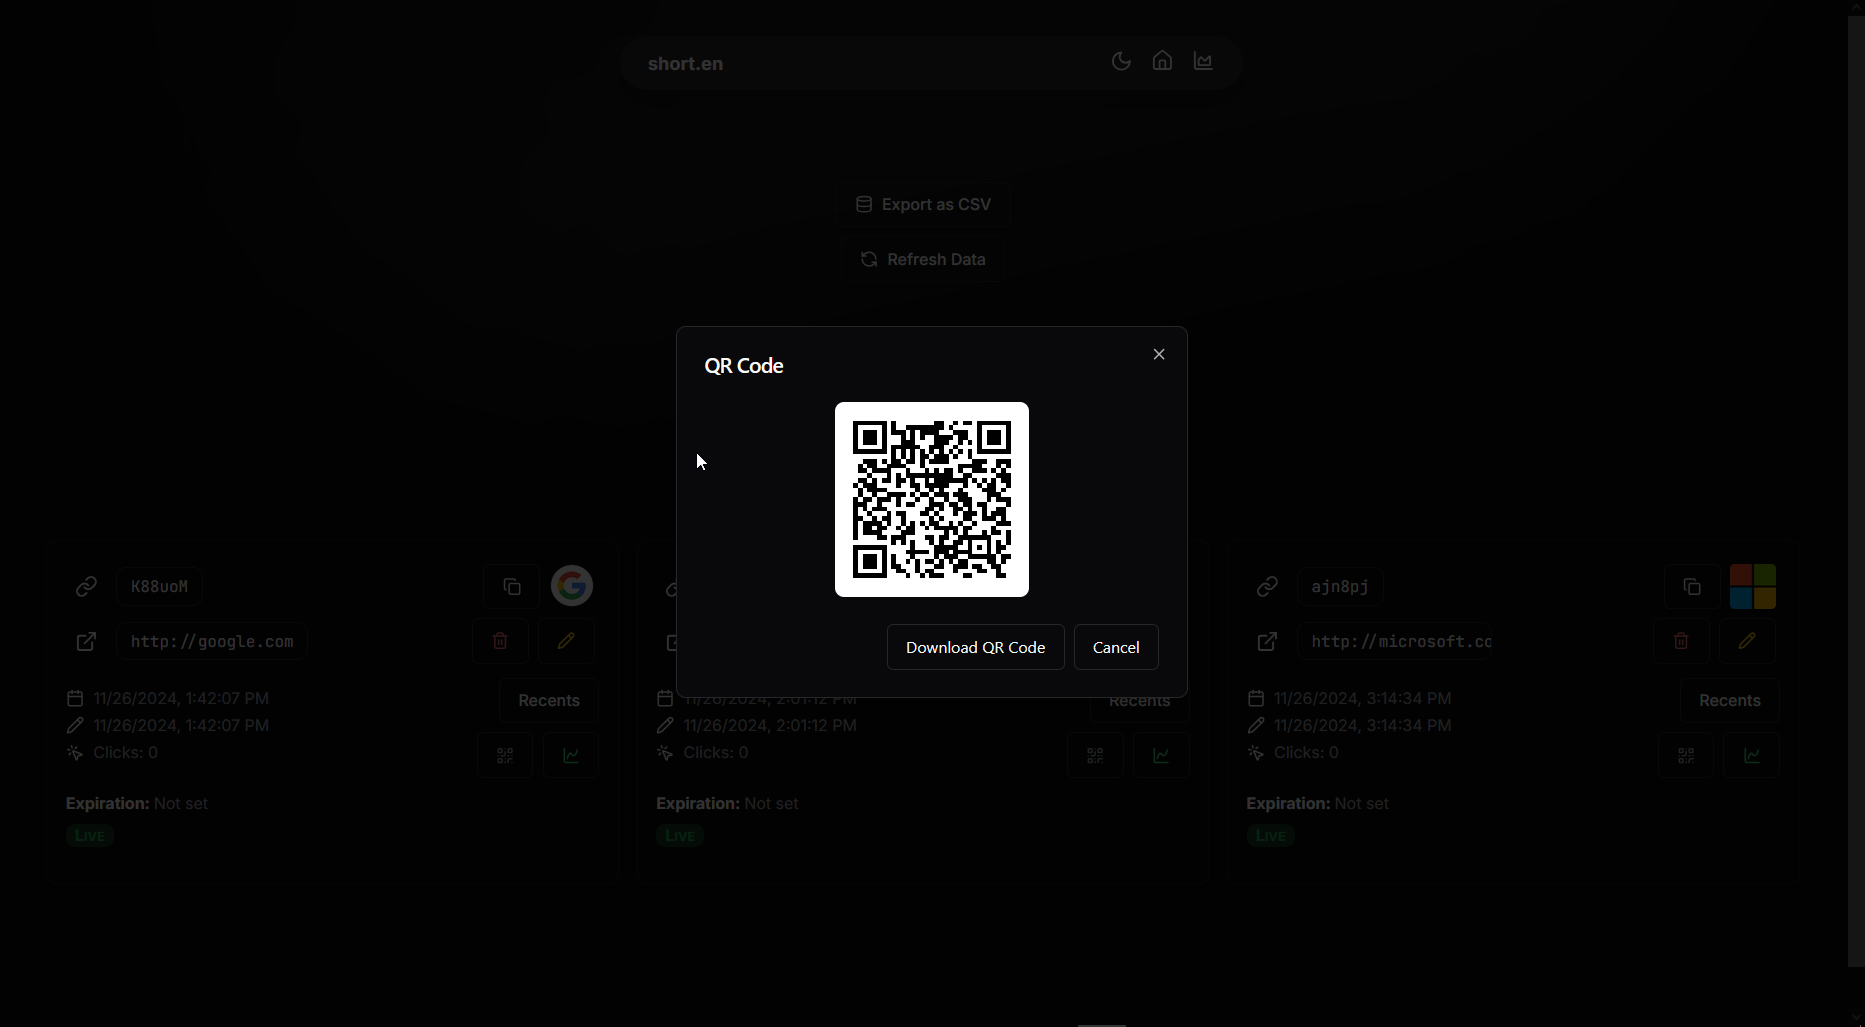 short.en
Export as CSV
Refresh Data
QR Code
Download QR Code
Cancel
K88uoM
http://google.com
11/26/2024, 1:42:07 PM
Recents
11/26/2024, 1:42:07 PM
Clicks: 0
Expiration: Not set
LIVE
11/26/2024, 2:01:12 PM
Recents
11/26/2024, 2:01:12 PM
Clicks: 0
Expiration: Not set
LIVE
ajn8pj
http://microsoft.cc
11/26/2024, 3:14:34 PM
Recents
11/26/2024, 3:14:34 PM
Clicks: 0
Expiration: Not set
LIVE